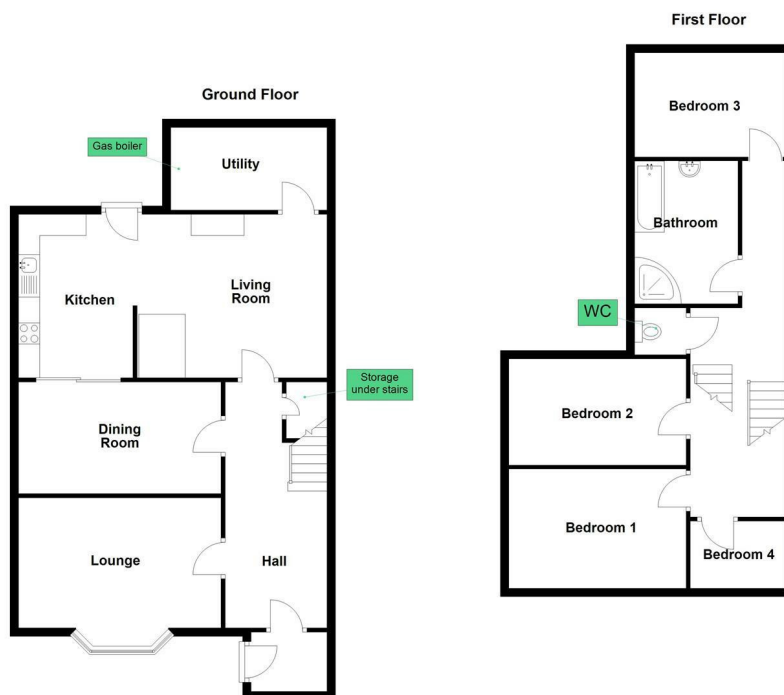 Ground Floor
Gas boiler
Utility
Kitchen
Living
Room
Storage
under stairs
Dining
Room
Lounge
Hall
First Floor
Bedroom 3
Bathroom
WC
Bedroom 2
Bedroom 1
Bedroom 4